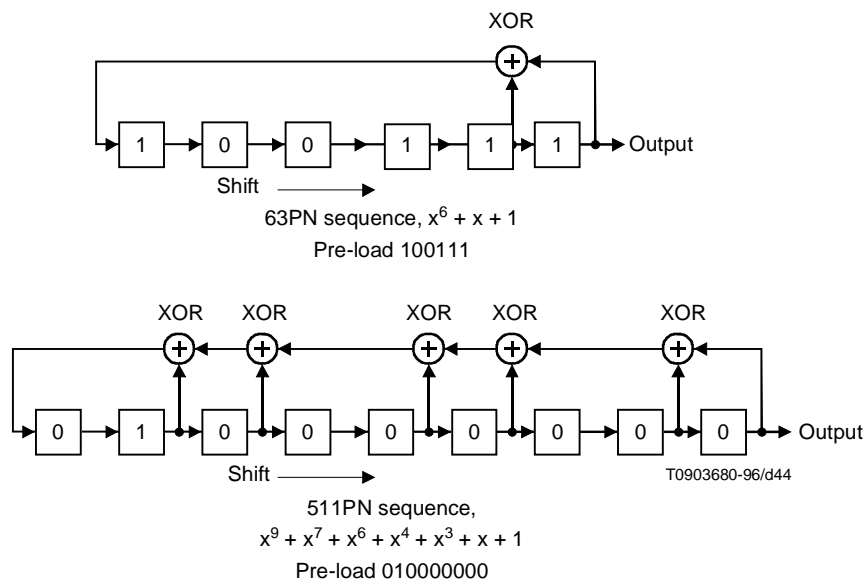 XOR
1 0 0 1 1 1 Output
Shift
63PN sequence, x⁶ + x + 1
Pre-load 100111
XOR XOR XOR XOR XOR
0 1 0 0 0 0 0 0 0 Output
Shift
T0903680-96/d44
511PN sequence,
x⁹ + x⁷ + x⁶ + x⁴ + x³ + x + 1
Pre-load 010000000